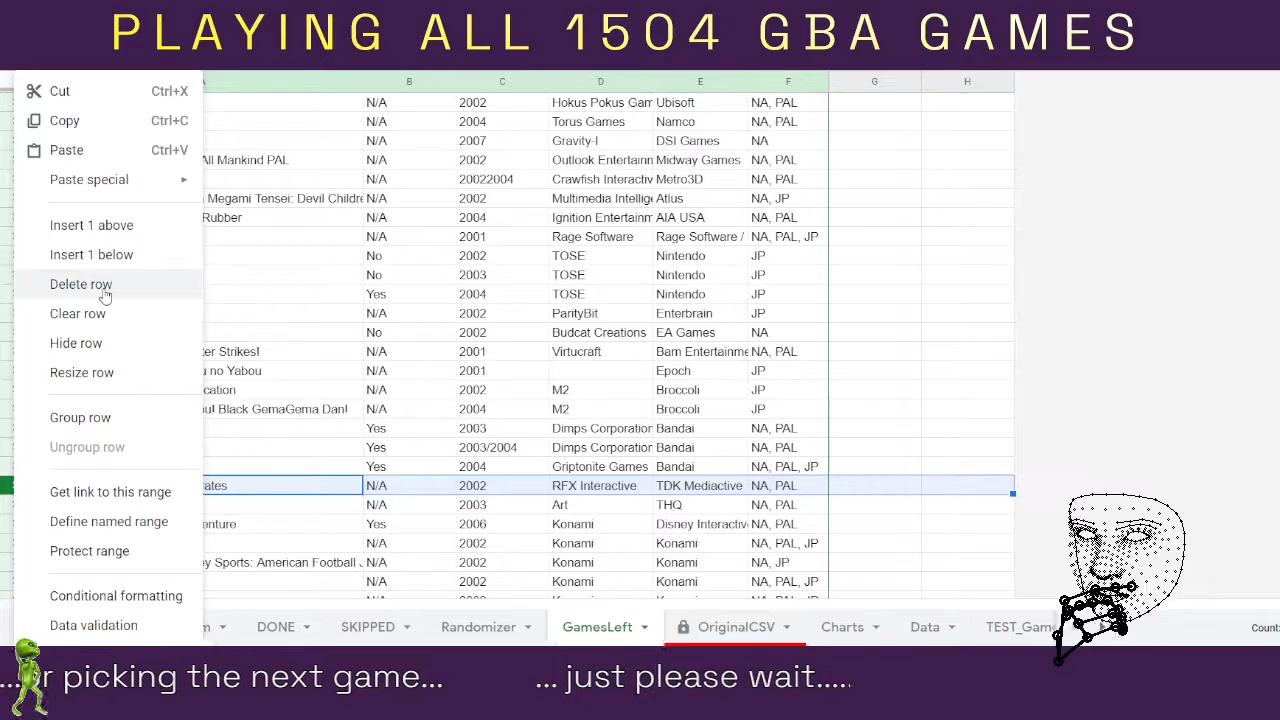 PLAYING ALL 1504 GBA GAMES
Cut Ctrl+X
Copy Ctrl+C
Paste Ctrl+V
Paste special
Insert 1 above
Insert 1 below
Delete row
Clear row
Hide row
Resize row
Group row
Ungroup row
Get link to this range
Define named range
Protect range
Conditional formatting
Data validation
B C D E F G H
N/A 2002 Hokus Pokus Gam Ubisoft NA, PAL
N/A 2004 Torus Games Namco NA, PAL
N/A 2007 Gravity-I DSI Games NA
All Mankind PAL N/A 2002 Outlook Entertainn Midway Games NA, PAL
N/A 20022004 Crawfish Interactiv Metro3D NA, PAL
Megami Tensei: Devil Childre N/A 2002 Multimedia Intellige Atlus NA, JP
Rubber N/A 2004 Ignition Entertainm AIA USA NA, PAL
N/A 2001 Rage Software Rage Software / NA, PAL, JP
No 2002 TOSE Nintendo JP
No 2003 TOSE Nintendo JP
Yes 2004 TOSE Nintendo JP
N/A 2002 ParityBit Enterbrain JP
No 2002 Budcat Creations EA Games NA
ter Strikes! N/A 2001 Virtucraft Bam Entertainme NA, PAL
u no Yabou N/A 2001 Epoch JP
cation N/A 2002 M2 Broccoli JP
ou! Black GemaGema Dan! N/A 2004 M2 Broccoli JP
Yes 2003 Dimps Corporation Bandai NA, PAL
Yes 2003/2004 Dimps Corporation Bandai NA, PAL
Yes 2004 Griptonite Games Bandai NA, PAL, JP
rates N/A 2002 RFX Interactive TDK Mediactive NA, PAL
N/A 2003 Art THQ NA, PAL
enture Yes 2006 Konami Disney Interactiv NA, PAL
N/A 2002 Konami Konami NA, PAL, JP
ey Sports: American Football N/A 2002 Konami Konami NA, JP
N/A 2002 Konami Konami NA, PAL, JP
m DONE SKIPPED Randomizer GamesLeft OriginalCSV Charts Data TEST_Game Count:
r picking the next game... ... just please wait.....